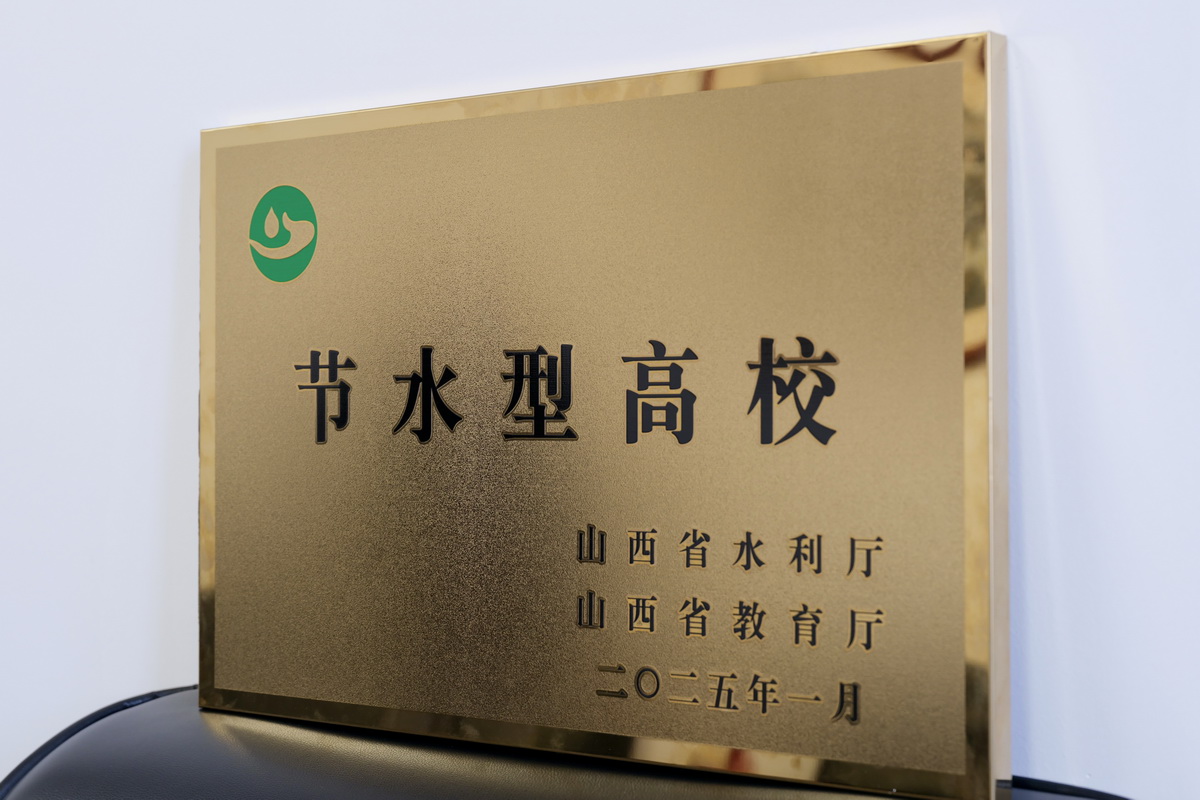 节水型高校
山西省水利厅
山西省教育厅
二〇二五年一月